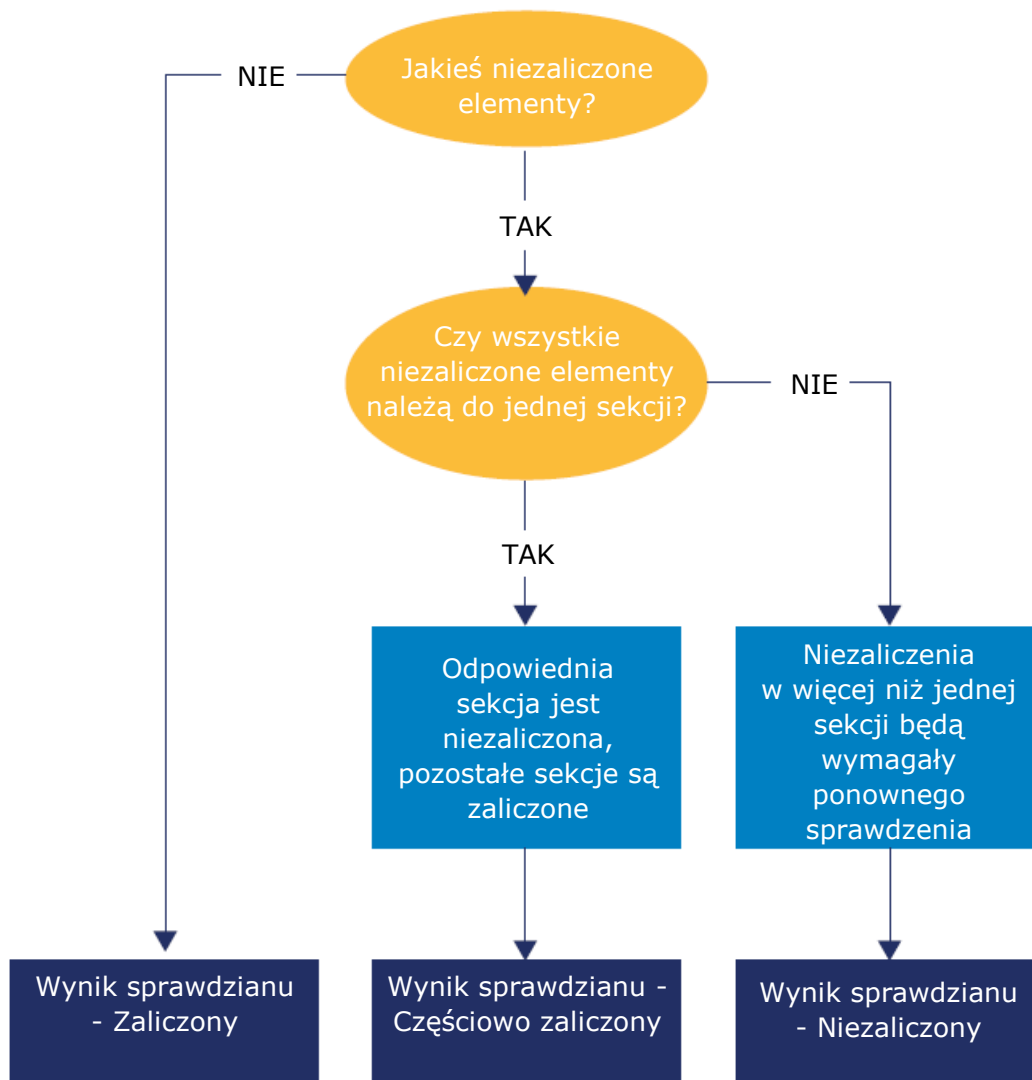 Jakieś niezaliczone
elementy?
NIE
TAK
Czy wszystkie
niezaliczone elementy
należą do jednej sekcji?
NIE
TAK
Odpowiednia
sekcja jest
niezaliczona,
pozostałe sekcje są
zaliczone
Niezaliczenia
w więcej niż jednej
sekcji będą
wymagały
ponownego
sprawdzenia
Wynik sprawdzianu
- Zaliczony
Wynik sprawdzianu -
Częściowo zaliczony
Wynik sprawdzianu
- Niezaliczony